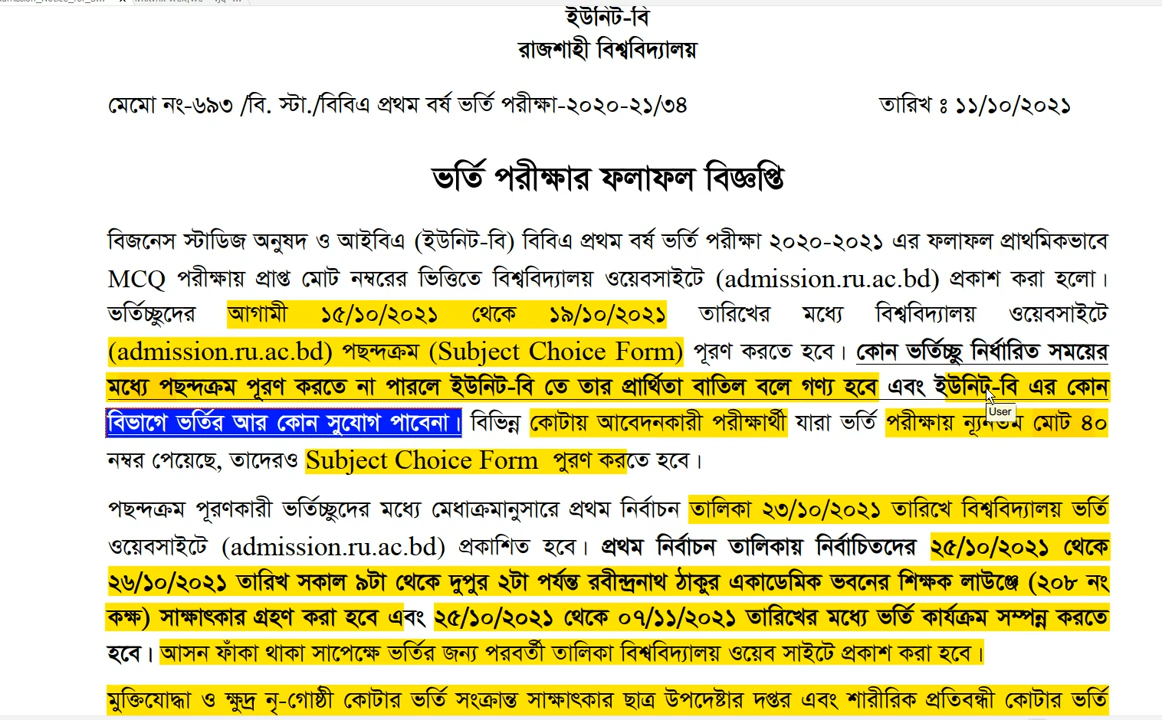 ইউনিট-বি
রাজশাহী বিশ্ববিদ্যালয়
মেমো নং-৬৯৩ /বি. স্টা./বিবিএ প্রথম বর্ষ ভর্তি পরীক্ষা-২০২০-২১/৩৪ তারিখ ঃ ১১/১০/২০২১
ভর্তি পরীক্ষার ফলাফল বিজ্ঞপ্তি
বিজনেস স্টাডিজ অনুষদ ও আইবিএ (ইউনিট-বি) বিবিএ প্রথম বর্ষ ভর্তি পরীক্ষা ২০২০-২০২১ এর ফলাফল প্রাথমিকভাবে
MCQ পরীক্ষায় প্রাপ্ত মোট নম্বরের ভিত্তিতে বিশ্ববিদ্যালয় ওয়েবসাইটে (admission.ru.ac.bd) প্রকাশ করা হলো।
ভর্তিচ্ছুদের আগামী ১৫/১০/২০২১ থেকে ১৯/১০/২০২১ তারিখের মধ্যে বিশ্ববিদ্যালয় ওয়েবসাইটে
(admission.ru.ac.bd) পছন্দক্রম (Subject Choice Form) পূরণ করতে হবে। কোন ভর্তিচ্ছু নির্ধারিত সময়ের
মধ্যে পছন্দক্রম পূরণ করতে না পারলে ইউনিট-বি তে তার প্রার্থিতা বাতিল বলে গণ্য হবে এবং ইউনিট-বি এর কোন
বিভাগে ভর্তির আর কোন সুযোগ পাবেনা। বিভিন্ন কোটায় আবেদনকারী পরীক্ষার্থী যারা ভর্তি পরীক্ষায় ন্যূনতম মোট ৪০
User
নম্বর পেয়েছে, তাদেরও Subject Choice Form পুরণ করতে হবে।
পছন্দক্রম পূরণকারী ভর্তিচ্ছুদের মধ্যে মেধাক্রমানুসারে প্রথম নির্বাচন তালিকা ২৩/১০/২০২১ তারিখে বিশ্ববিদ্যালয় ভর্তি
ওয়েবসাইটে (admission.ru.ac.bd) প্রকাশিত হবে। প্রথম নির্বাচন তালিকায় নির্বাচিতদের ২৫/১০/২০২১ থেকে
২৬/১০/২০২১ তারিখ সকাল ৯টা থেকে দুপুর ২টা পর্যন্ত রবীন্দ্রনাথ ঠাকুর একাডেমিক ভবনের শিক্ষক লাউঞ্জে (২০৮ নং
কক্ষ) সাক্ষাৎকার গ্রহণ করা হবে এবং ২৫/১০/২০২১ থেকে ০৭/১১/২০২১ তারিখের মধ্যে ভর্তি কার্যক্রম সম্পন্ন করতে
হবে। আসন ফাঁকা থাকা সাপেক্ষে ভর্তির জন্য পরবর্তী তালিকা বিশ্ববিদ্যালয় ওয়েব সাইটে প্রকাশ করা হবে।
মুক্তিযোদ্ধা ও ক্ষুদ্র নৃ-গোষ্ঠী কোটার ভর্তি সংক্রান্ত সাক্ষাৎকার ছাত্র উপদেষ্টার দপ্তর এবং শারীরিক প্রতিবন্ধী কোটার ভর্তি